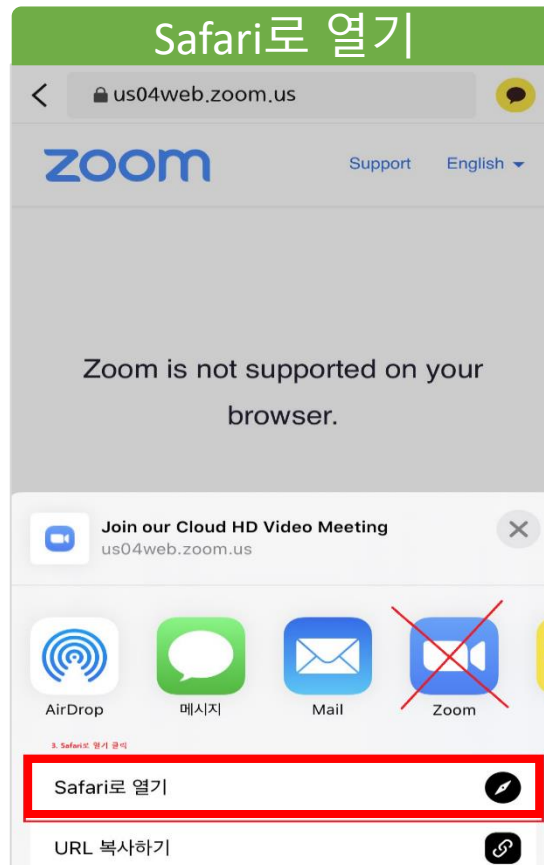 Safari로 열기
us04web.zoom.us
zoom
Support
English
Zoom is not supported on your
browser.
Join our Cloud HD Video Meeting
us04web.zoom.us
AirDrop
메시지
Mail
Zoom
3. Safari로 열기 클릭
Safari로 열기
URL 복사하기